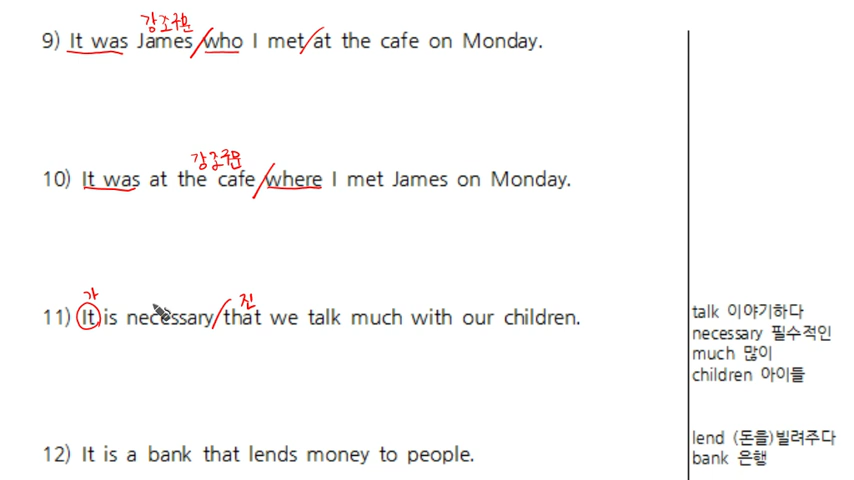 강조구문
9) It was James who I met at the cafe on Monday.
강조구문
10) It was at the cafe where I met James on Monday.
가 진
11) It is necessary that we talk much with our children.
talk 이야기하다
necessary 필수적인
much 많이
children 아이들
12) It is a bank that lends money to people.
lend (돈을)빌려주다
bank 은행